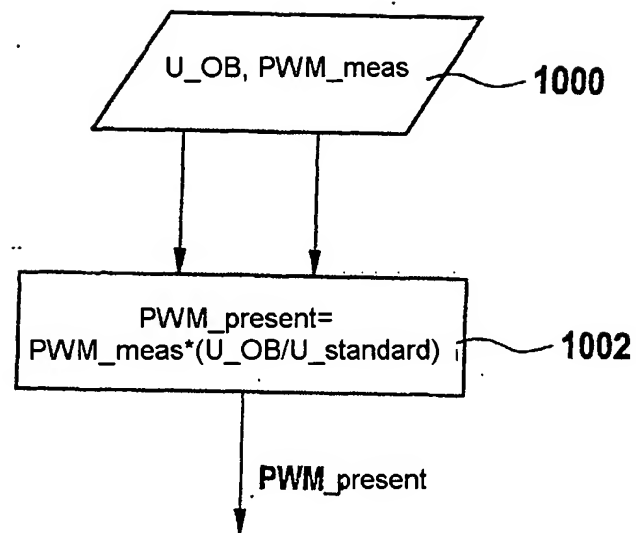 U_OB, PWM_meas
1000
PWM_present=
PWM_meas*(U_OB/U_standard)
1002
PWM_present